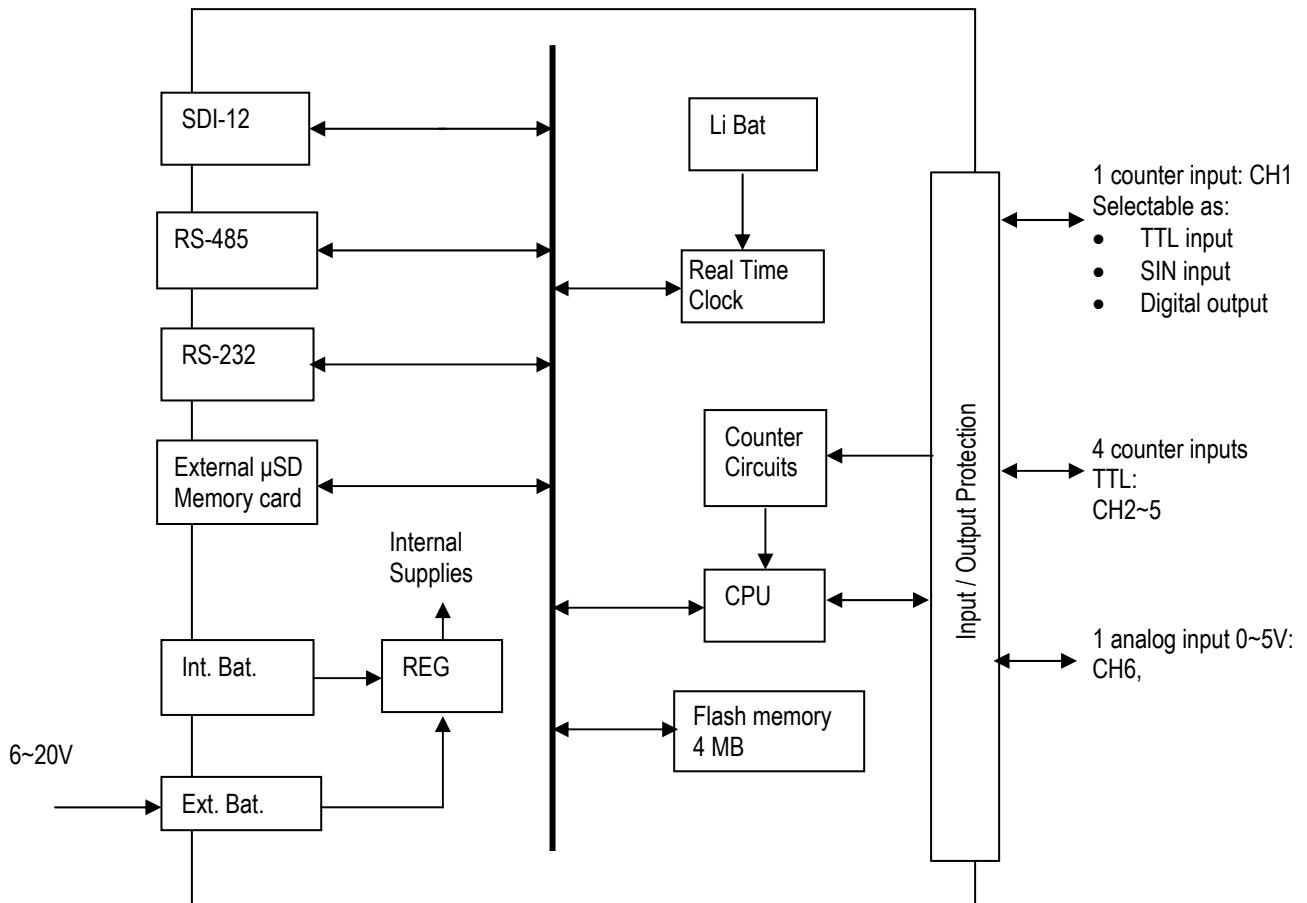 SDI-12
RS-485
RS-232
External µSD
Memory card
Internal
Supplies
Int. Bat.
REG
6~20V
Ext. Bat.
Li Bat
Real Time
Clock
Counter
Circuits
CPU
Flash memory
4 MB
Input / Output Protection
1 counter input: CH1
Selectable as:
• TTL input
• SIN input
• Digital output
4 counter inputs
TTL:
CH2~5
1 analog input 0~5V:
CH6,